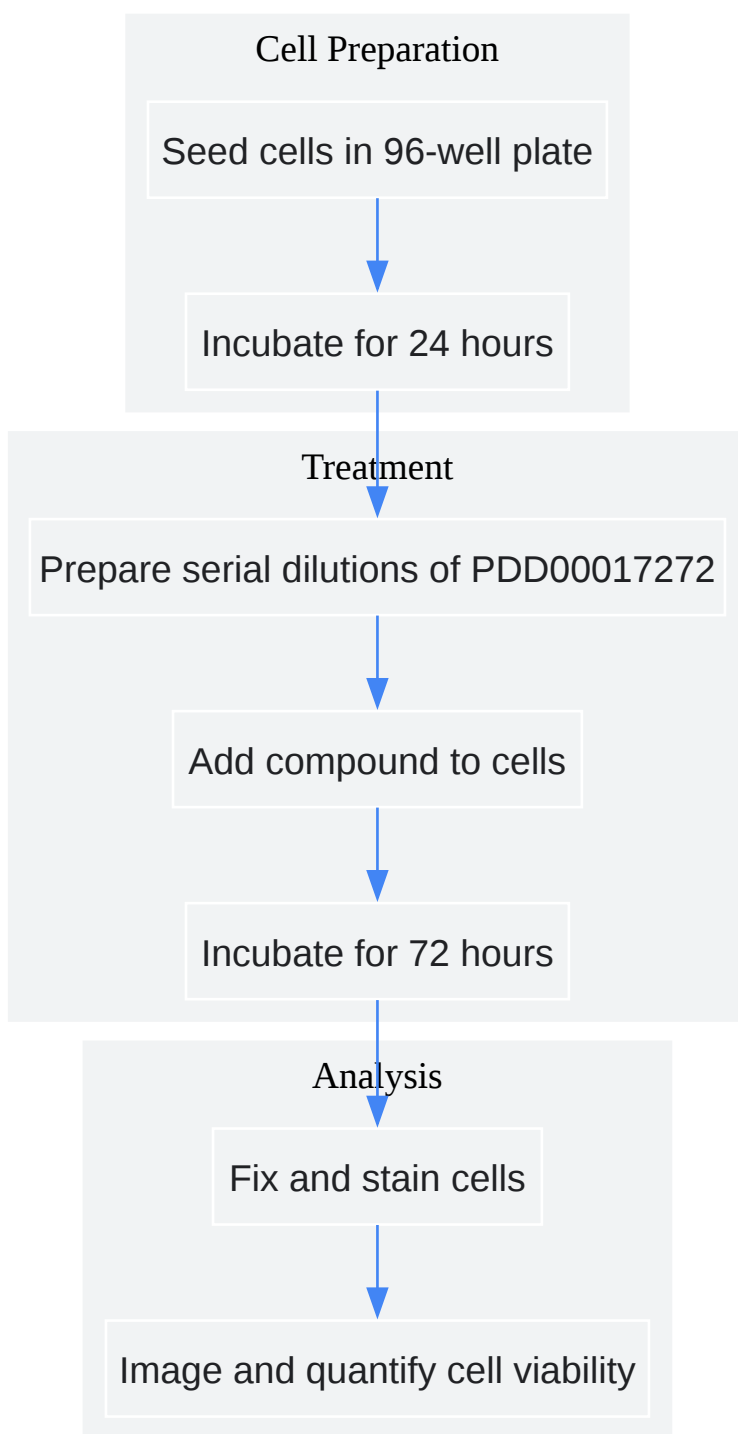 Cell Preparation
Seed cells in 96-well plate
Incubate for 24 hours
Treatment
Prepare serial dilutions of PDD00017272
Add compound to cells
Incubate for 72 hours
Analysis
Fix and stain cells
Image and quantify cell viability